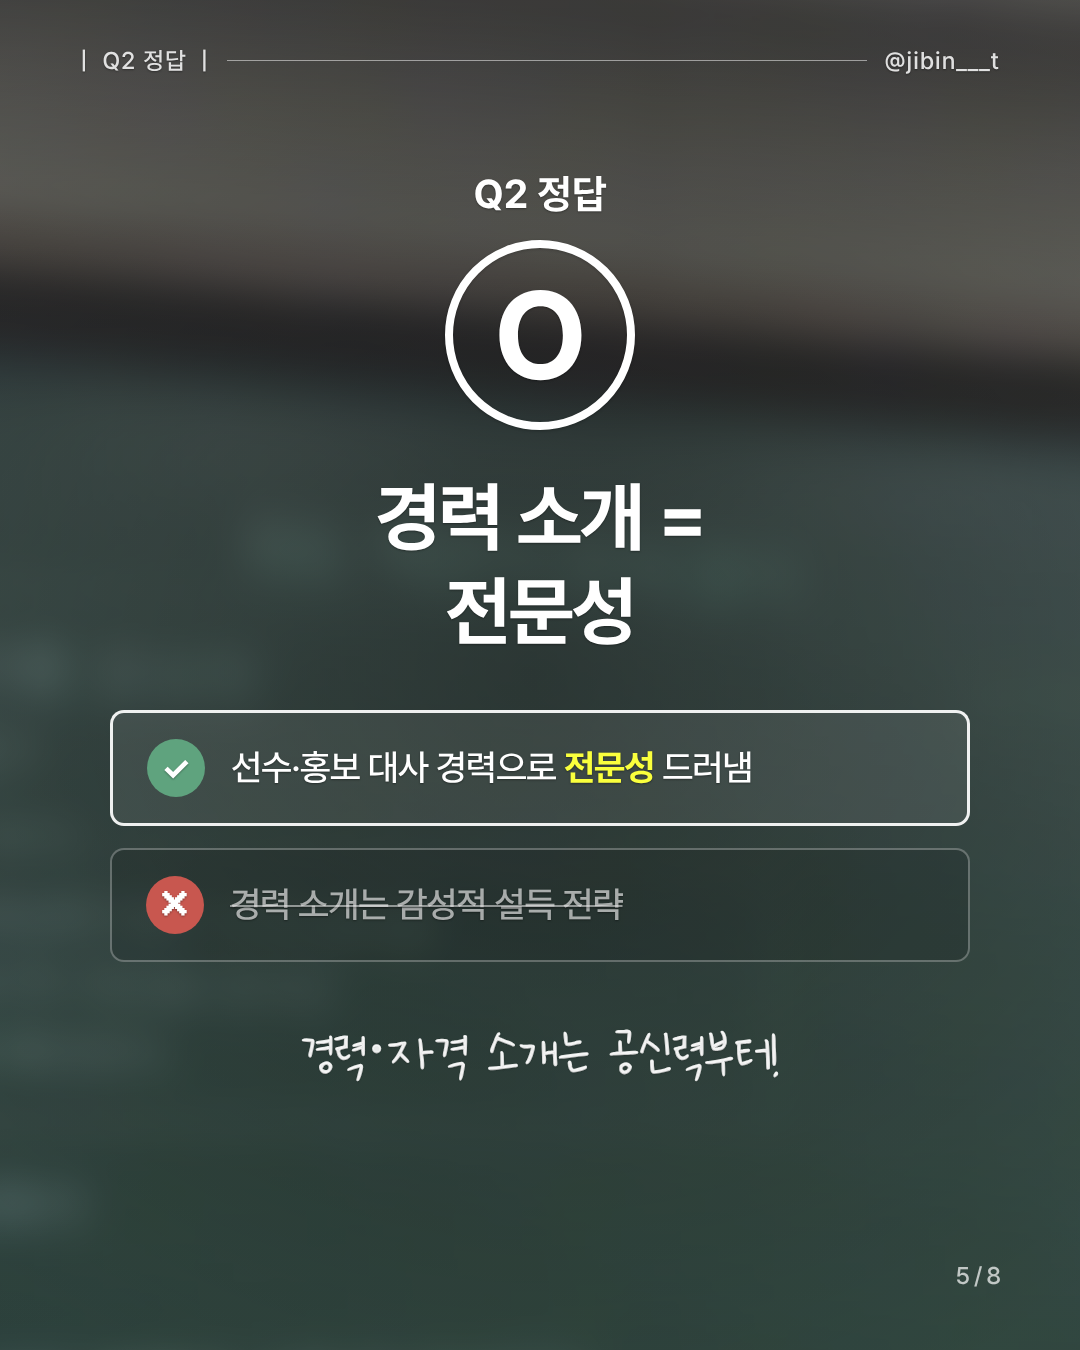 | Q2 정답 |
@jibin___t
Q2 정답
O
경력 소개 =
전문성
선수·홍보 대사 경력으로 전문성 드러냄
경력 소개는 감성적 설득 전략
경력·자격 소개는 공신력부테!
5/8